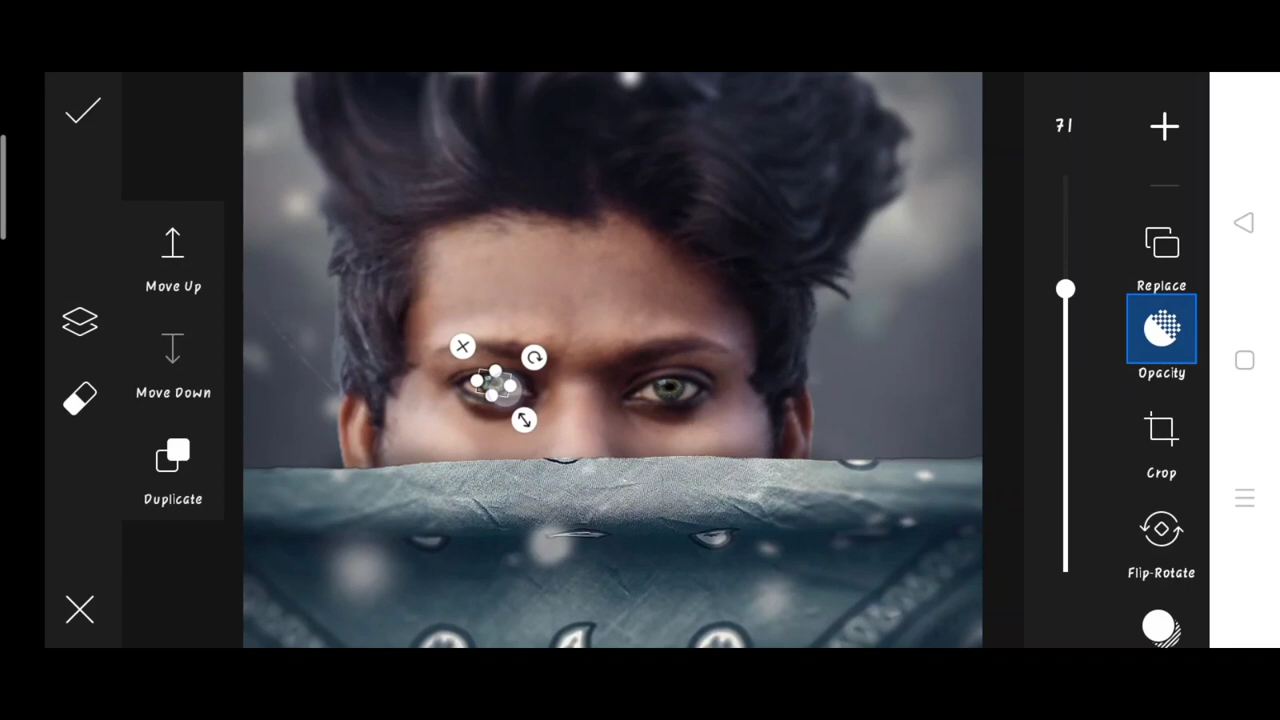 Move Up
Move Down
Duplicate
71
Replace
Opacity
Crop
Flip-Rotate